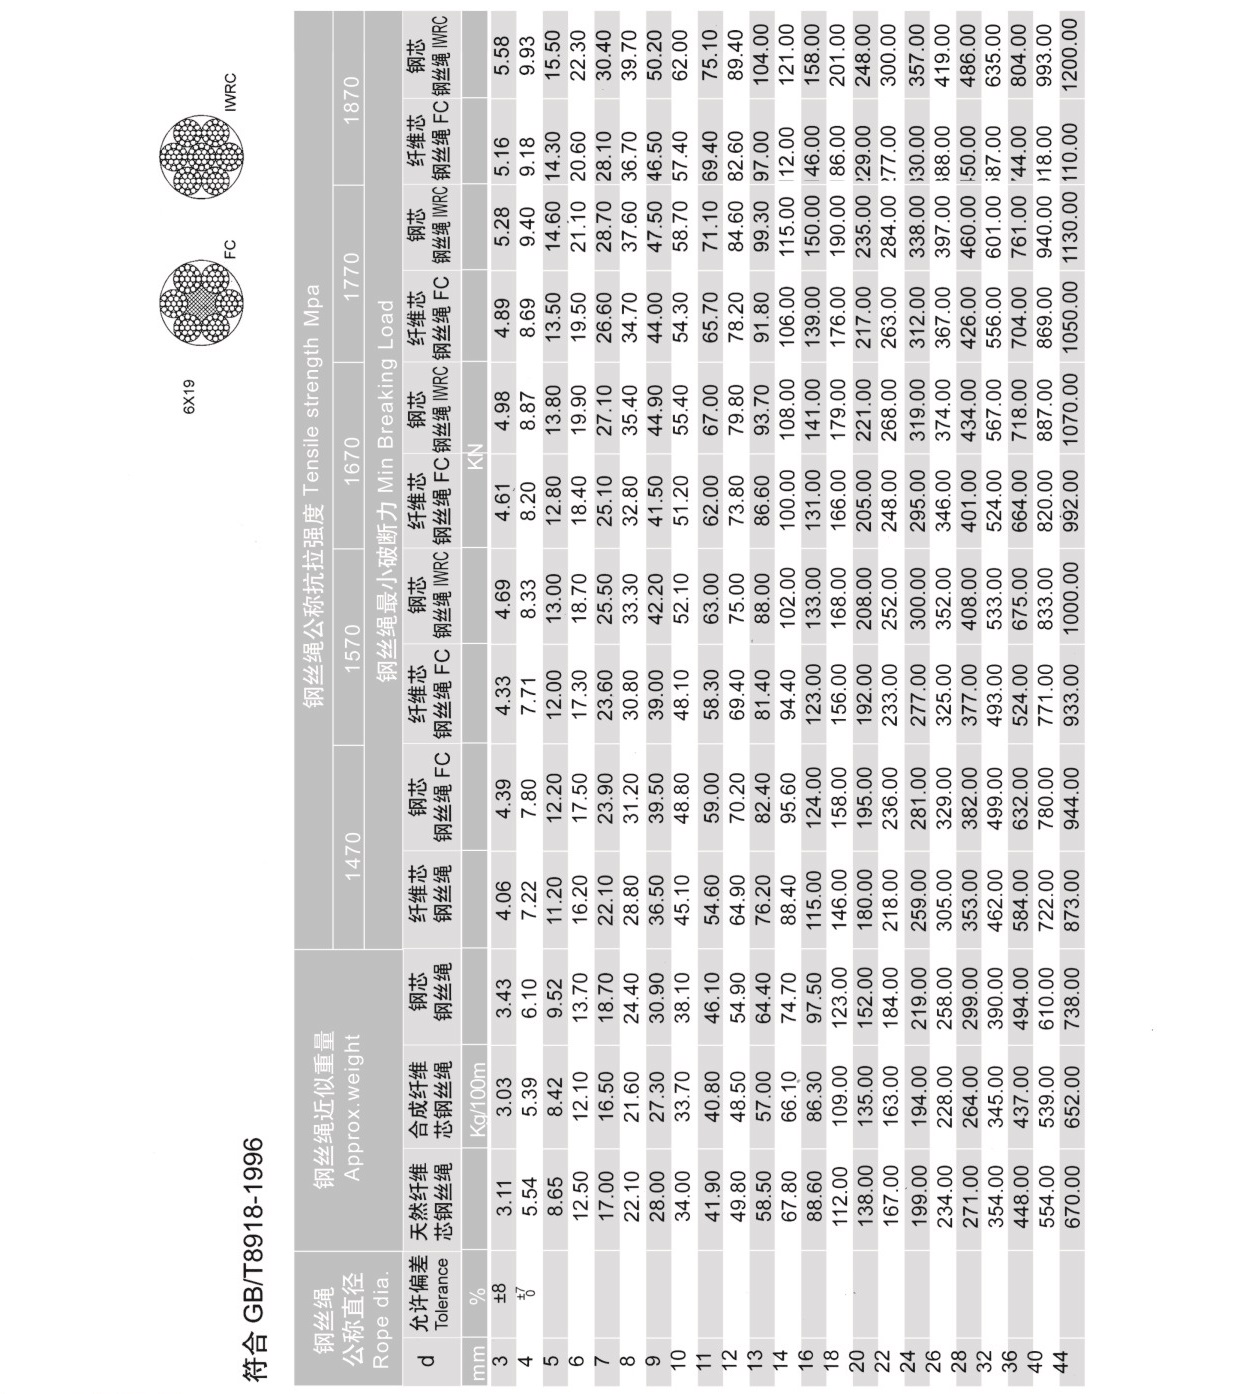 符合 GB/T8918-1996
6X19
FC
IWRC
钢丝绳 公称直径 Rope dia.
钢丝绳近似重量 Approx.weight
钢丝绳公称抗拉强度 Tensile strength Mpa
1470 1570 1670 1770 1870
钢丝绳最小破断力 Min Breaking Load
d 允许偏差 Tolerance 天然纤维芯钢丝绳 合成纤维芯钢丝绳 钢芯钢丝绳 纤维芯钢丝绳 钢芯钢丝绳 FC 纤维芯钢丝绳 FC 钢芯钢丝绳 IWRC 纤维芯钢丝绳 FC 钢芯钢丝绳 IWRC 纤维芯钢丝绳 FC 钢芯钢丝绳 IWRC 纤维芯钢丝绳 FC 钢芯钢丝绳 IWRC
mm % Kg/100m KN
3 ±8 3.11 3.03 3.43 4.06 4.39 4.33 4.69 4.61 4.98 4.89 5.28 5.16 5.58
4 ±7 0 5.54 5.39 6.10 7.22 7.80 7.71 8.33 8.20 8.87 8.69 9.40 9.18 9.93
5 8.65 8.42 9.52 11.20 12.20 12.00 13.00 12.80 13.80 13.50 14.60 14.30 15.50
6 12.50 12.10 13.70 16.20 17.50 17.30 18.70 18.40 19.90 19.50 21.10 20.60 22.30
7 17.00 16.50 18.70 22.10 23.90 23.60 25.50 25.10 27.10 26.60 28.70 28.10 30.40
8 22.10 21.60 24.40 28.80 31.20 30.80 33.30 32.80 35.40 34.70 37.60 36.70 39.70
9 28.00 27.30 30.90 36.50 39.50 39.00 42.20 41.50 44.90 44.00 47.50 46.50 50.20
10 34.00 33.70 38.10 45.10 48.80 48.10 52.10 51.20 55.40 54.30 58.70 57.40 62.00
11 41.90 40.80 46.10 54.60 59.00 58.30 63.00 62.00 67.00 65.70 71.10 69.40 75.10
12 49.80 48.50 54.90 64.90 70.20 69.40 75.00 73.80 79.80 78.20 84.60 82.60 89.40
13 58.50 57.00 64.40 76.20 82.40 81.40 88.00 86.60 93.70 91.80 99.30 97.00 104.00
14 67.80 66.10 74.70 88.40 95.60 94.40 102.00 100.00 108.00 106.00 115.00 121.00
16 88.60 86.30 97.50 115.00 124.00 123.00 133.00 131.00 141.00 139.00 150.00 158.00
18 112.00 109.00 123.00 146.00 158.00 156.00 168.00 166.00 179.00 176.00 190.00 201.00
20 138.00 135.00 152.00 180.00 195.00 192.00 208.00 205.00 221.00 217.00 235.00 248.00
22 167.00 163.00 184.00 218.00 236.00 233.00 252.00 248.00 268.00 263.00 284.00 300.00
24 199.00 194.00 219.00 259.00 281.00 277.00 300.00 295.00 319.00 312.00 338.00 357.00
26 234.00 228.00 258.00 305.00 329.00 325.00 352.00 346.00 374.00 367.00 397.00 419.00
28 271.00 264.00 299.00 353.00 382.00 377.00 408.00 401.00 434.00 426.00 460.00 486.00
32 354.00 345.00 390.00 462.00 499.00 493.00 533.00 524.00 567.00 556.00 601.00 635.00
36 448.00 437.00 494.00 584.00 632.00 524.00 675.00 664.00 718.00 704.00 761.00 804.00
40 554.00 539.00 610.00 722.00 780.00 771.00 833.00 820.00 887.00 869.00 940.00 993.00
44 670.00 652.00 738.00 873.00 944.00 933.00 1000.00 992.00 1070.00 1050.00 1130.00 1200.00